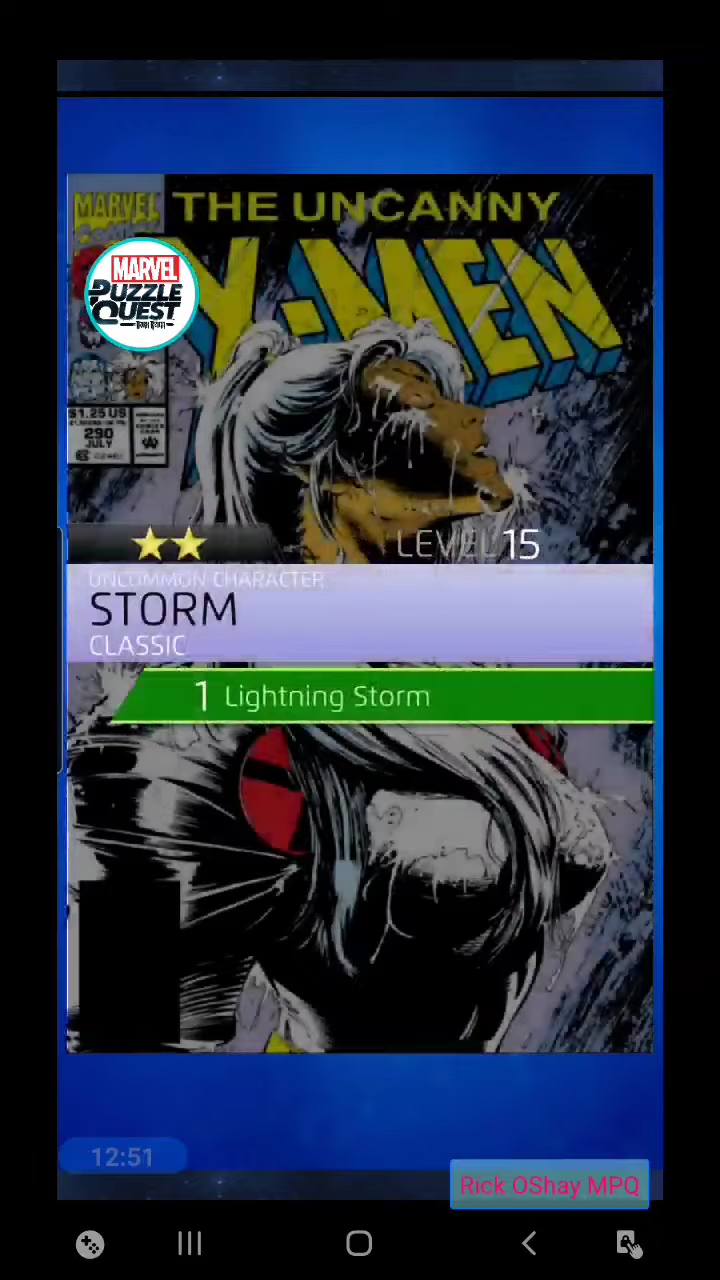 MARVEL
THE UNCANNY
X-MEN
MARVEL
PUZZLE
QUEST
$1.25 US
290
JULY
LEVEL 15
UNCOMMON CHARACTER
STORM
CLASSIC
1 Lightning Storm
12:51
Rick OShay MPQ